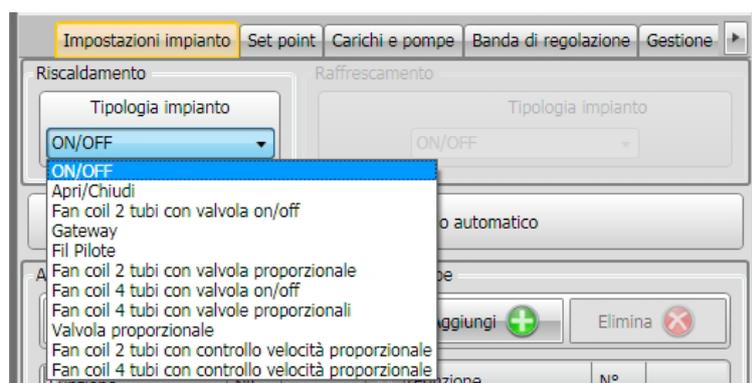 Impostazioni impianto Set point Carichi e pompe Banda di regolazione Gestione
Riscaldamento Raffrescamento
Tipologia impianto Tipologia impianto
ON/OFF ON/OFF
ON/OFF
Apri/Chiudi
Fan coil 2 tubi con valvola on/off
Gateway
Fil Pilote
Fan coil 2 tubi con valvola proporzionale
Fan coil 4 tubi con valvola on/off
Fan coil 4 tubi con valvole proporzionali
Valvola proporzionale
Fan coil 2 tubi con controllo velocità proporzionale
Fan coil 4 tubi con controllo velocità proporzionale
o automatico
Aggiungi Elimina
N°